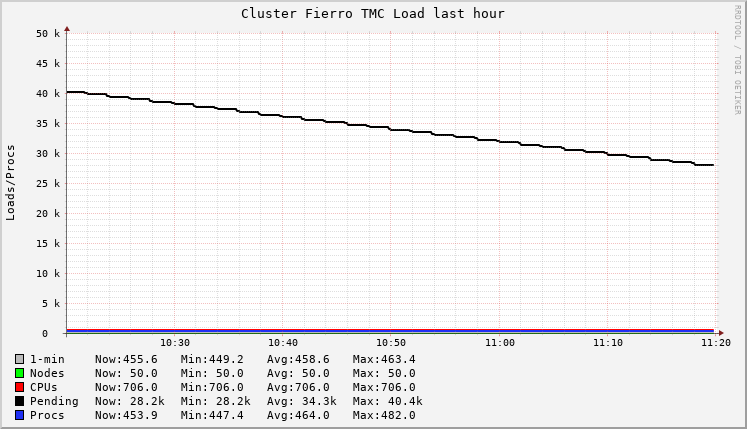 Cluster Fierro TMC Load last hour
RRDTOOL / TOBI OETIKER
Loads/Procs
50 k
45 k
40 k
35 k
30 k
25 k
20 k
15 k
10 k
5 k
0
10:30 10:40 10:50 11:00 11:10 11:20
1-min Now:455.6 Min:449.2 Avg:458.6 Max:463.4
Nodes Now: 50.0 Min: 50.0 Avg: 50.0 Max: 50.0
CPUs Now:706.0 Min:706.0 Avg:706.0 Max:706.0
Pending Now: 28.2k Min: 28.2k Avg: 34.3k Max: 40.4k
Procs Now:453.9 Min:447.4 Avg:464.0 Max:482.0